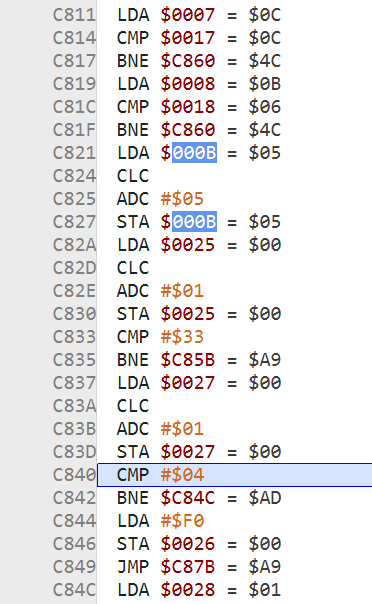 C811 LDA $0007 = $0C
C814 CMP $0017 = $0C
C817 BNE $C860 = $4C
C819 LDA $0008 = $0B
C81C CMP $0018 = $06
C81F BNE $C860 = $4C
C821 LDA $000B = $05
C824 CLC
C825 ADC #$05
C827 STA $000B = $05
C82A LDA $0025 = $00
C82D CLC
C82E ADC #$01
C830 STA $0025 = $00
C833 CMP #$33
C835 BNE $C85B = $A9
C837 LDA $0027 = $00
C83A CLC
C83B ADC #$01
C83D STA $0027 = $00
C840 CMP #$04
C842 BNE $C84C = $AD
C844 LDA #$F0
C846 STA $0026 = $00
C849 JMP $C87B = $A9
C84C LDA $0028 = $01